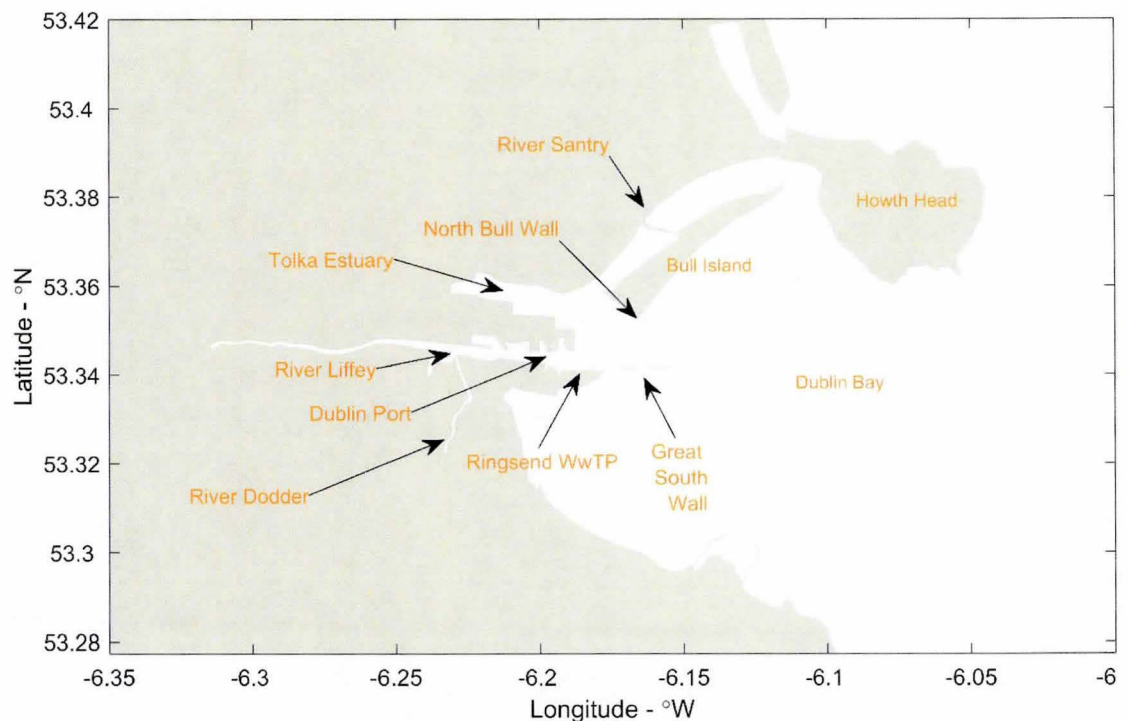 53.42
53.4
53.38
53.36
53.34
53.32
53.3
53.28
Latitude - °N
River Santry
Howth Head
North Bull Wall
Tolka Estuary
Bull Island
River Liffey
Dublin Bay
Dublin Port
Ringsend WwTP
Great
South
Wall
River Dodder
-6.35
-6.3
-6.25
-6.2
-6.15
-6.1
-6.05
-6
Longitude - °W